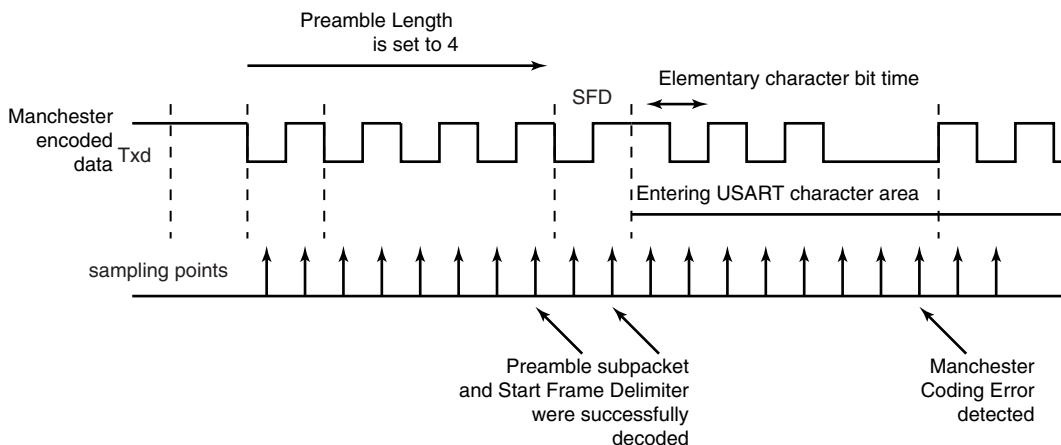 Preamble Length
is set to 4
Elementary character bit time
SFD
Manchester
encoded
data
Txd
Entering USART character area
sampling points
Preamble subpacket
and Start Frame Delimiter
were successfully
decoded
Manchester
Coding Error
detected